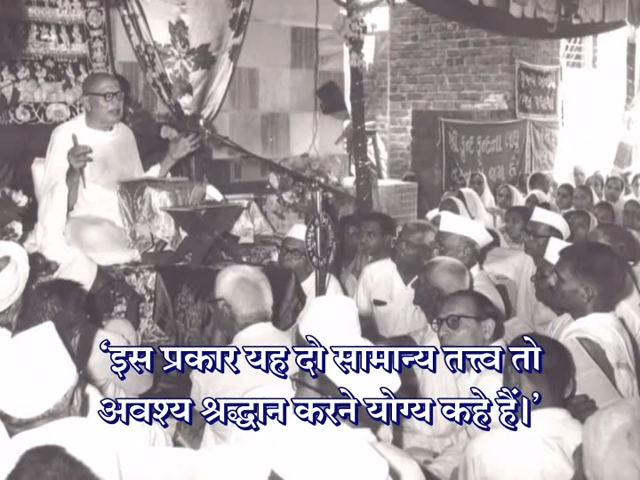 ‘इस प्रकार यह दो सामान्य तत्त्व तो
अवश्य श्रद्धान करने योग्य कहे हैं।’